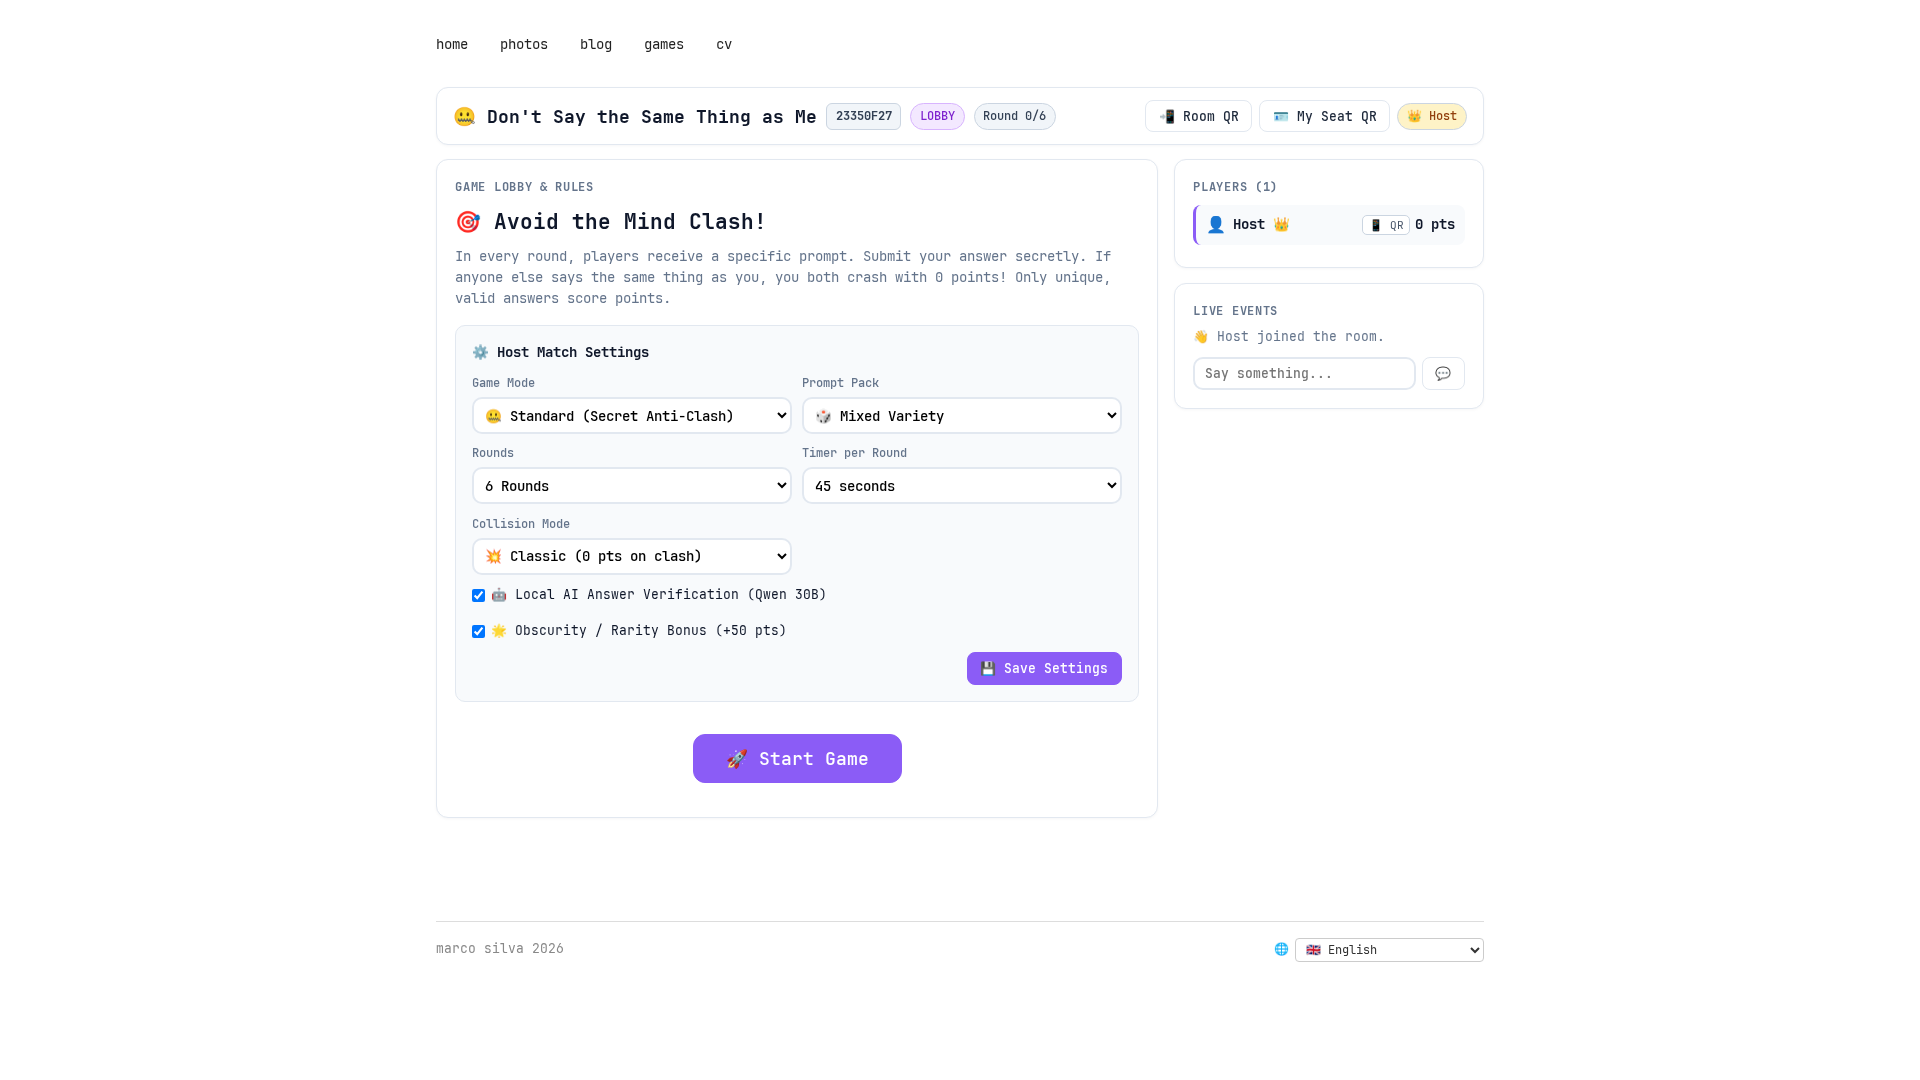 home photos blog games cv
🤐 Don't Say the Same Thing as Me 23350F27 LOBBY Round 0/6 📲 Room QR 🪪 My Seat QR 👑 Host
GAME LOBBY & RULES
🎯 Avoid the Mind Clash!
In every round, players receive a specific prompt. Submit your answer secretly. If
anyone else says the same thing as you, you both crash with 0 points! Only unique,
valid answers score points.
⚙️ Host Match Settings
Game Mode Prompt Pack
🤐 Standard (Secret Anti-Clash) 🎲 Mixed Variety
Rounds Timer per Round
6 Rounds 45 seconds
Collision Mode
💥 Classic (0 pts on clash)
🤖 Local AI Answer Verification (Qwen 30B)
🌟 Obscurity / Rarity Bonus (+50 pts)
💾 Save Settings
🚀 Start Game
PLAYERS (1)
👤 Host 👑 📱 QR 0 pts
LIVE EVENTS
👋 Host joined the room.
Say something... 💬
marco silva 2026 🌐 🇬🇧 English